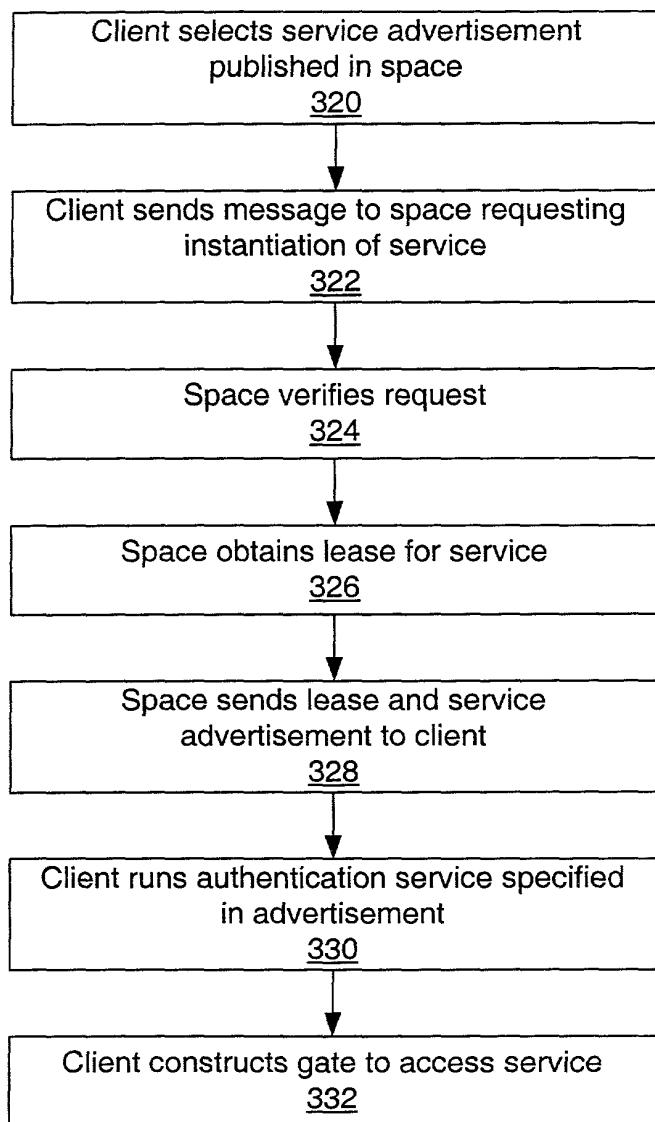 Client selects service advertisement
published in space
320
Client sends message to space requesting
instantiation of service
322
Space verifies request
324
Space obtains lease for service
326
Space sends lease and service
advertisement to client
328
Client runs authentication service specified
in advertisement
330
Client constructs gate to access service
332